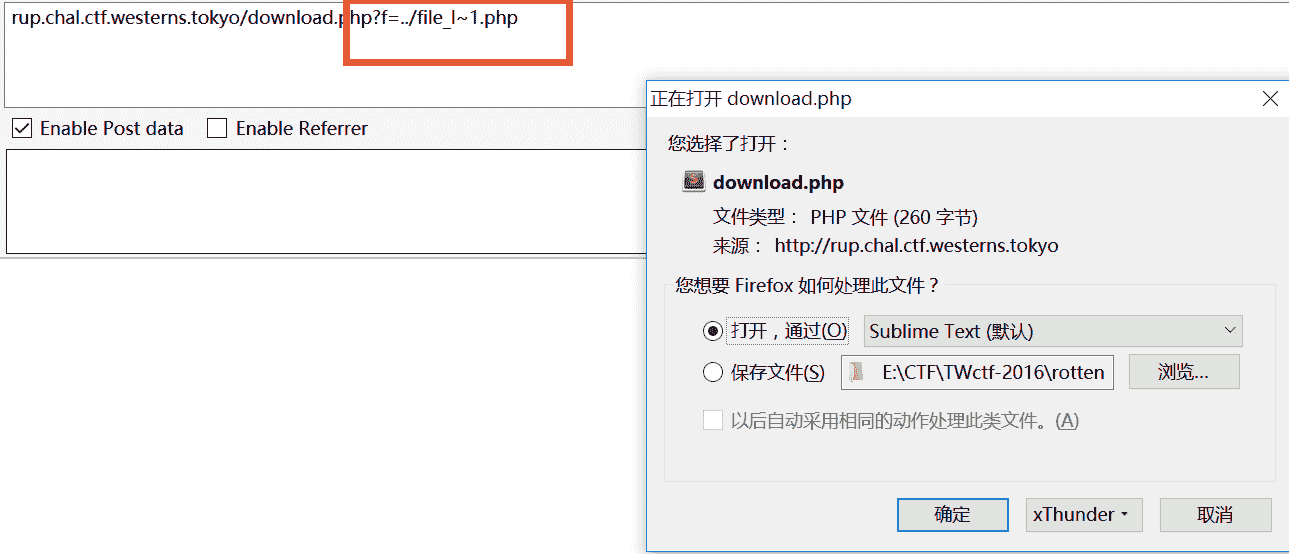 rup.chal.ctf.westerns.tokyo/download.php?f=../file_l~1.php
Enable Post data Enable Referrer
正在打开 download.php
您选择了打开：
download.php
文件类型： PHP 文件 (260 字节)
来源： http://rup.chal.ctf.westerns.tokyo
您想要 Firefox 如何处理此文件？
打开，通过(O) Sublime Text (默认)
保存文件(S) E:\CTF\TWctf-2016\rotten 浏览...
以后自动采用相同的动作处理此类文件。(A)
确定 xThunder 取消